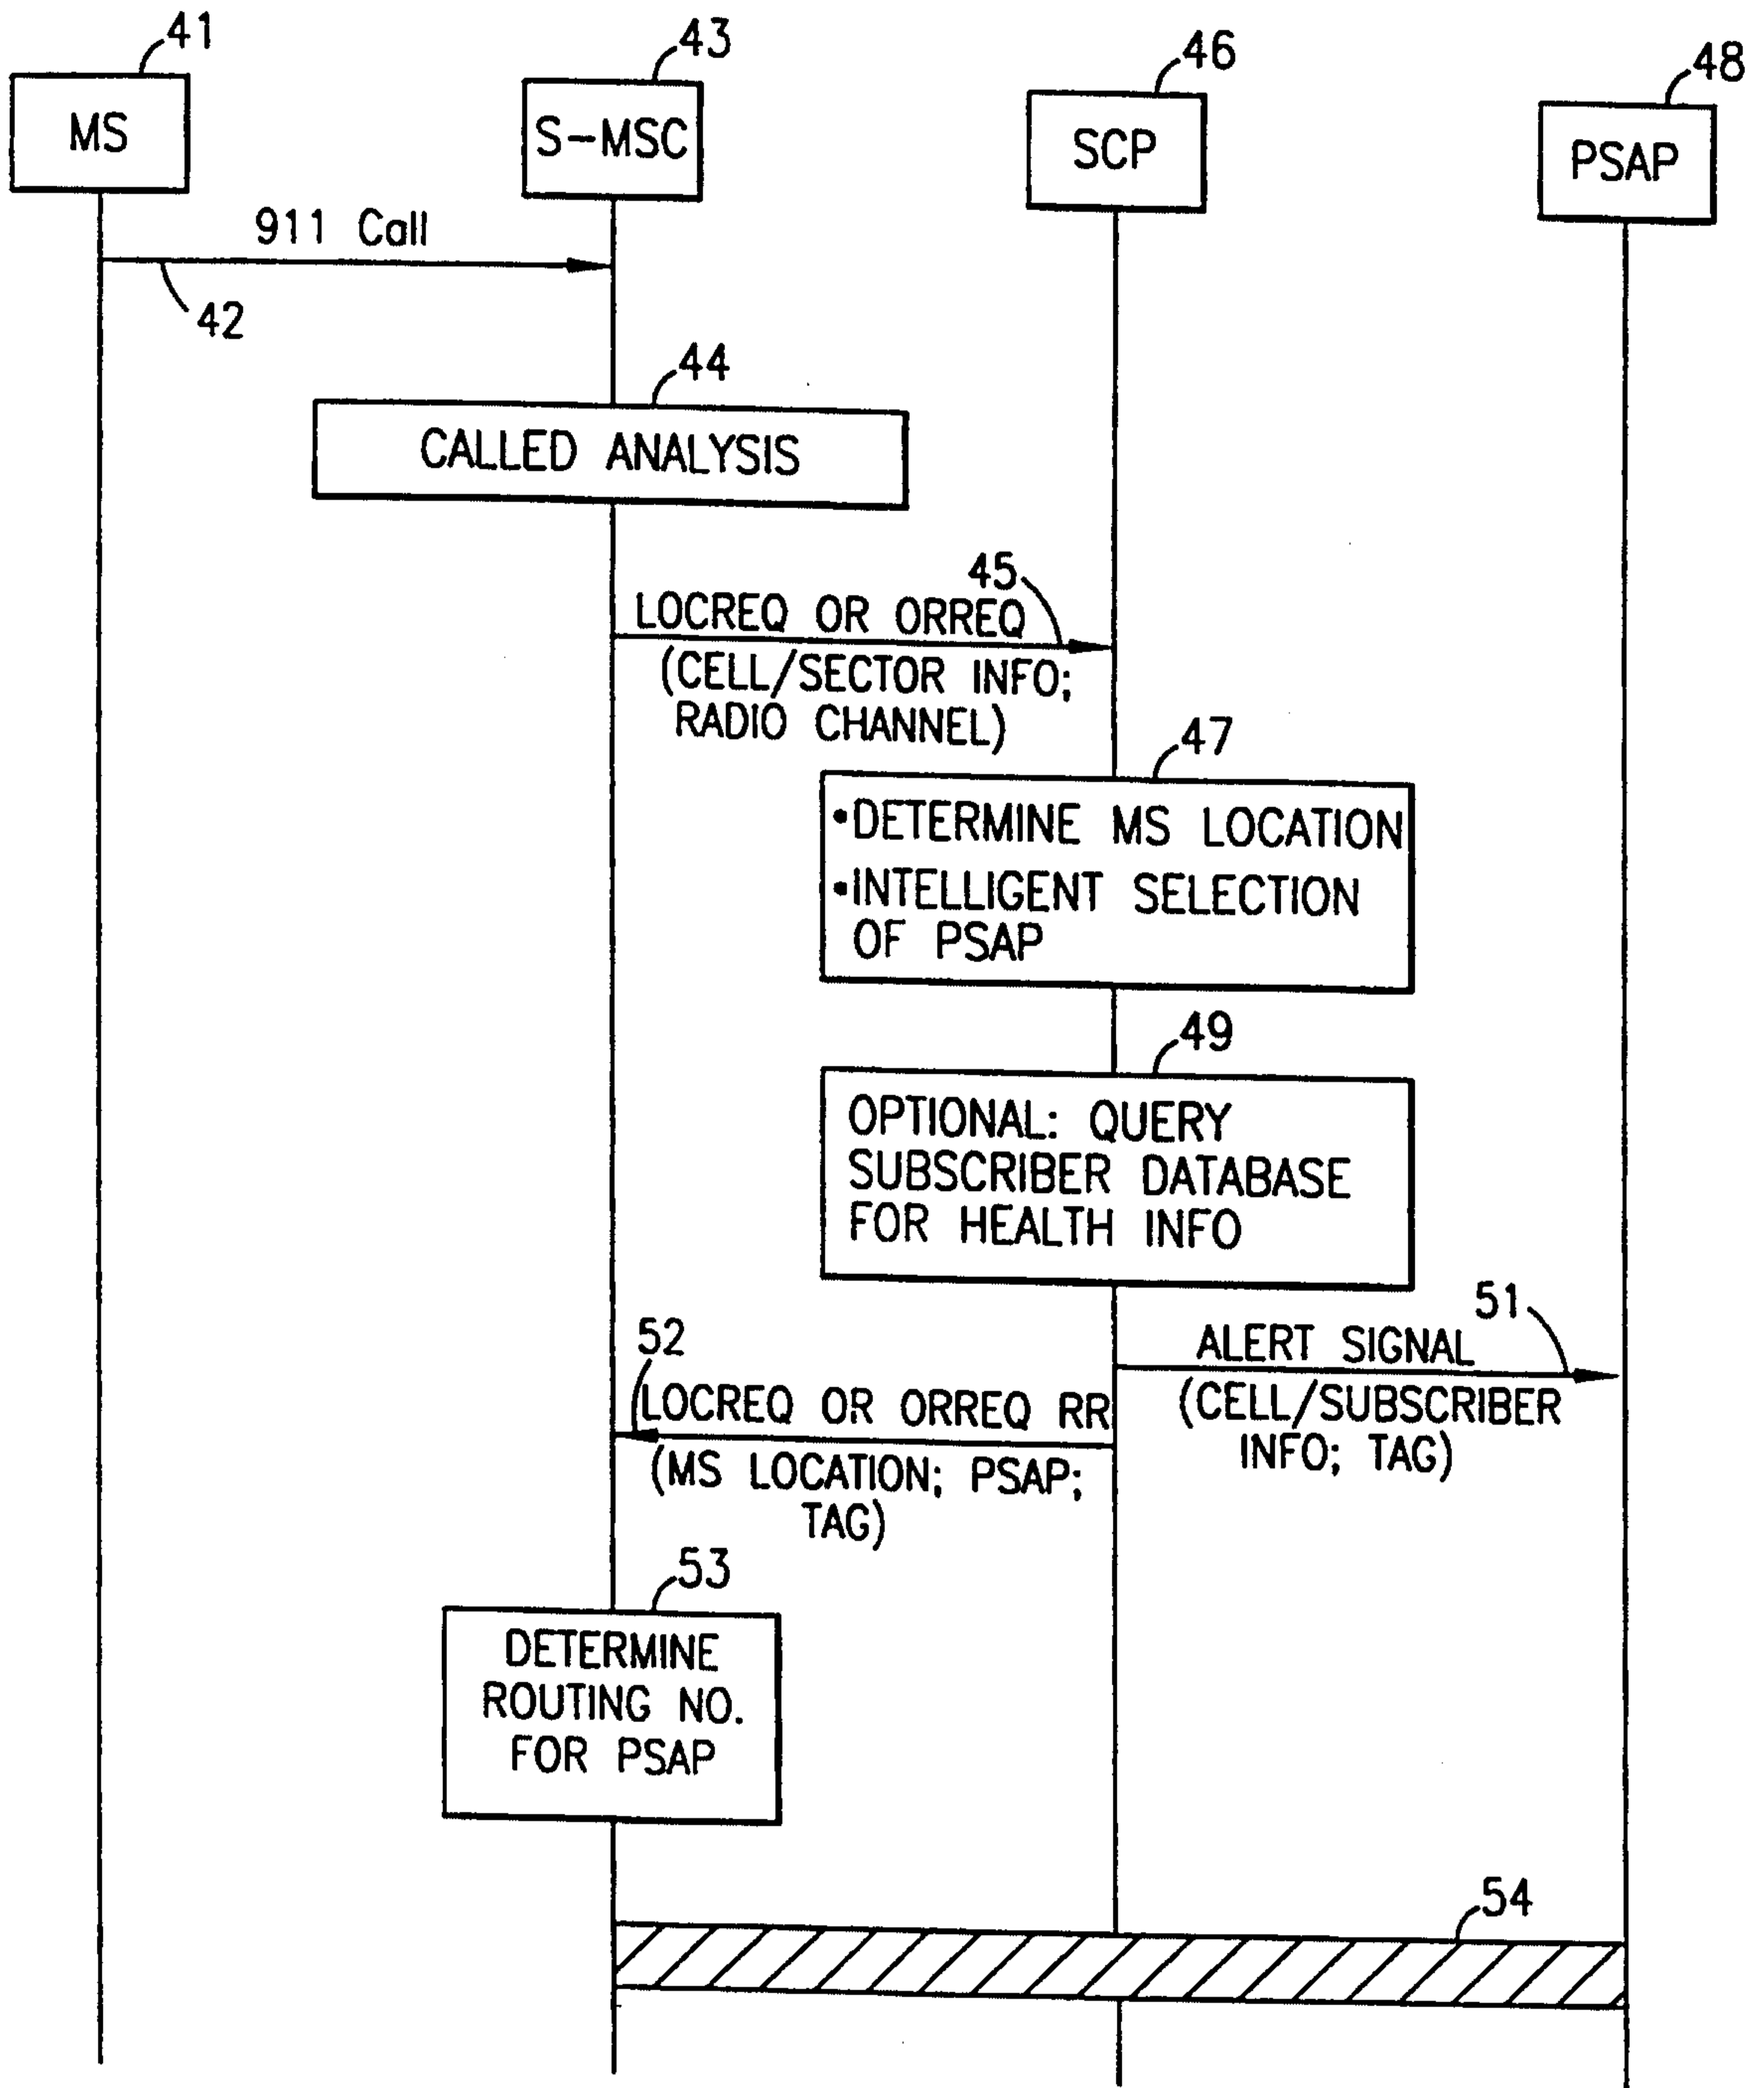 41
43
46
48
MS
S-MSC
SCP
PSAP
911 Call
42
44
CALLED ANALYSIS
45
LOCREQ OR ORREQ
(CELL/SECTOR INFO;
RADIO CHANNEL)
47
•DETERMINE MS LOCATION
•INTELLIGENT SELECTION
OF PSAP
49
OPTIONAL: QUERY
SUBSCRIBER DATABASE
FOR HEALTH INFO
51
ALERT SIGNAL
(CELL/SUBSCRIBER
INFO; TAG)
52
LOCREQ OR ORREQ RR
(MS LOCATION; PSAP;
TAG)
53
DETERMINE
ROUTING NO.
FOR PSAP
54